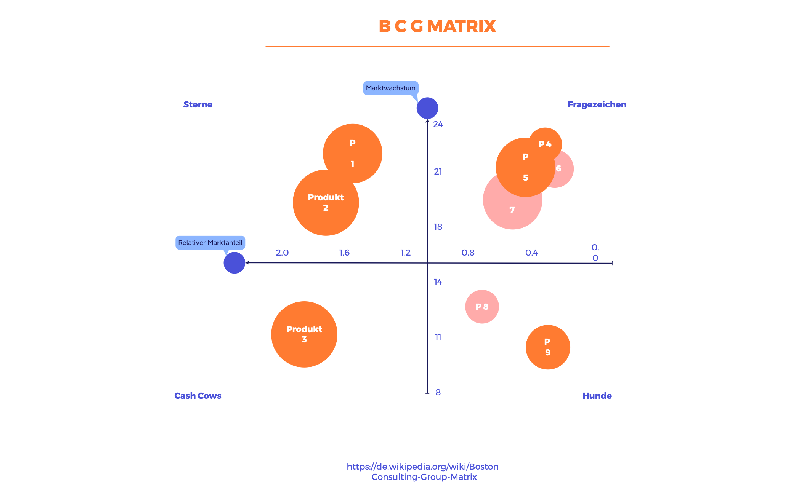 B C G MATRIX
Marktwachstum
Sterne
Fragezeichen
24
P
1
P 4
P
5
6
21
Produkt
2
7
18
Relativer Marktanteil
2.0
1.6
1.2
0.8
0.4
0.
0
14
P 8
Produkt
3
11
P
9
8
Cash Cows
Hunde
https://de.wikipedia.org/wiki/Boston
Consulting-Group-Matrix